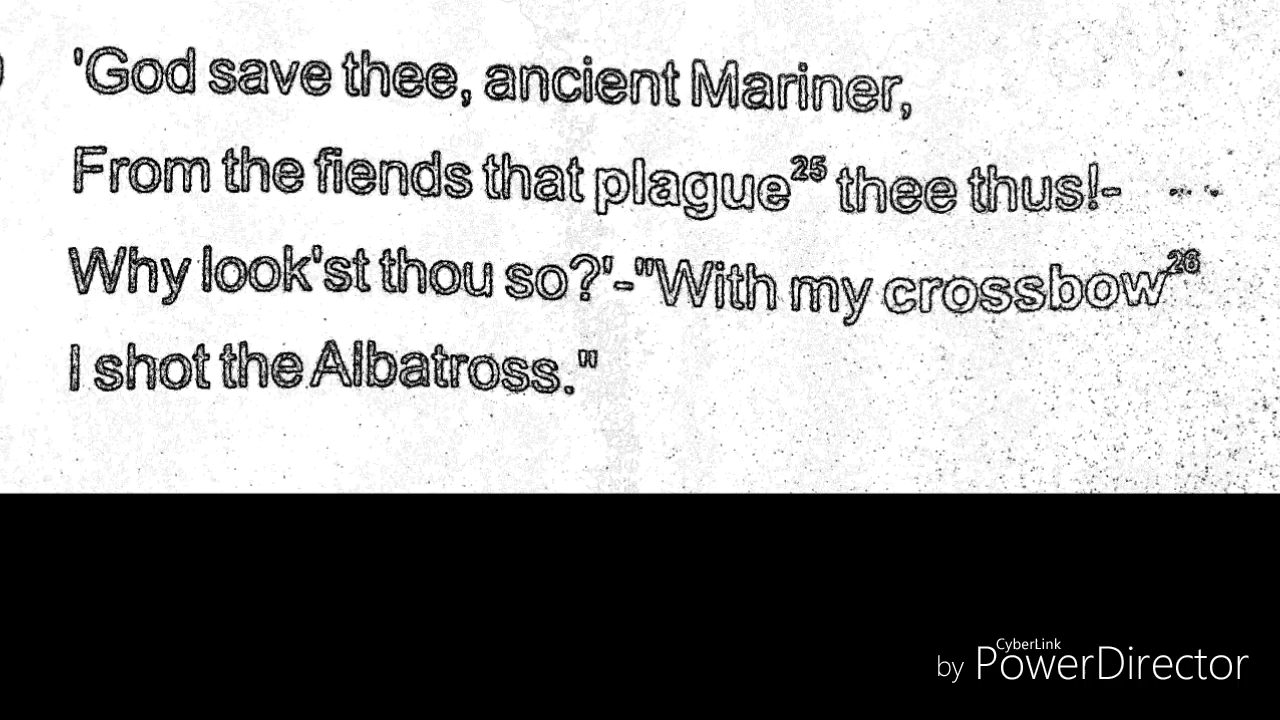 'God save thee, ancient Mariner,
From the fiends that plague25 thee thus!-
Why look'st thou so?'-"With my crossbow26
I shot the Albatross."
CyberLink
by PowerDirector